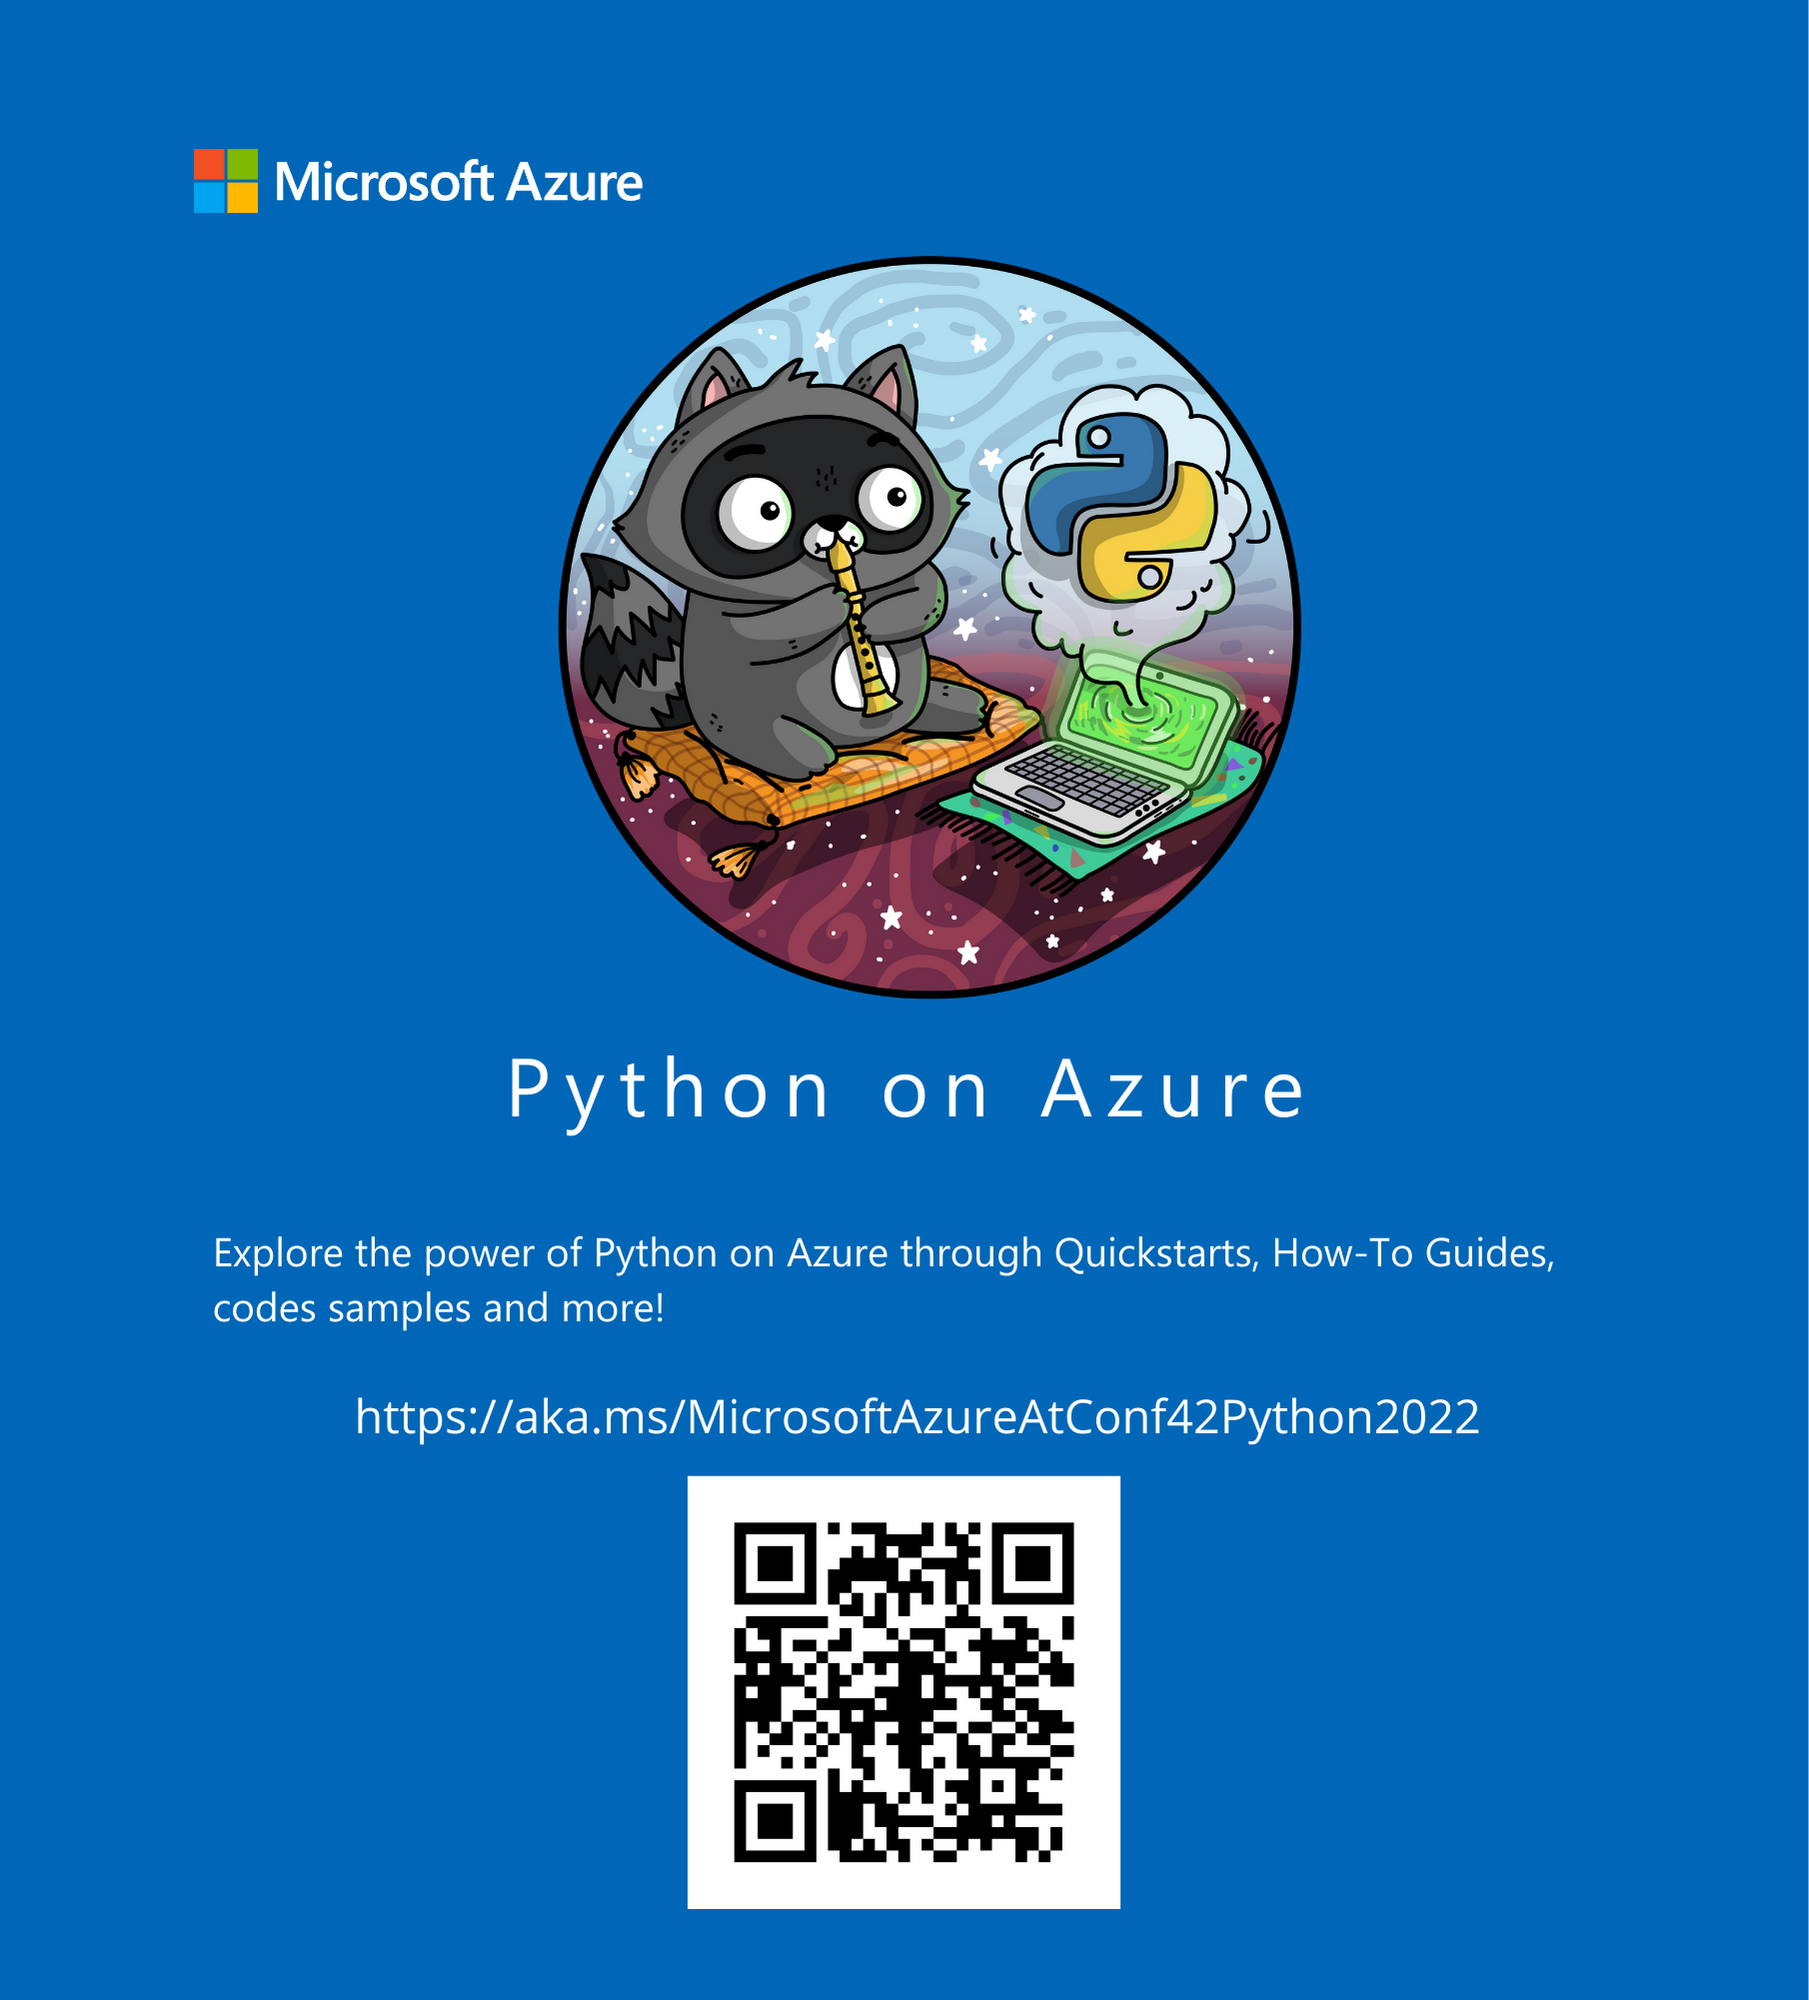 Microsoft Azure
Python on Azure
Explore the power of Python on Azure through Quickstarts, How-To Guides,
codes samples and more!
https://aka.ms/MicrosoftAzureAtConf42Python2022